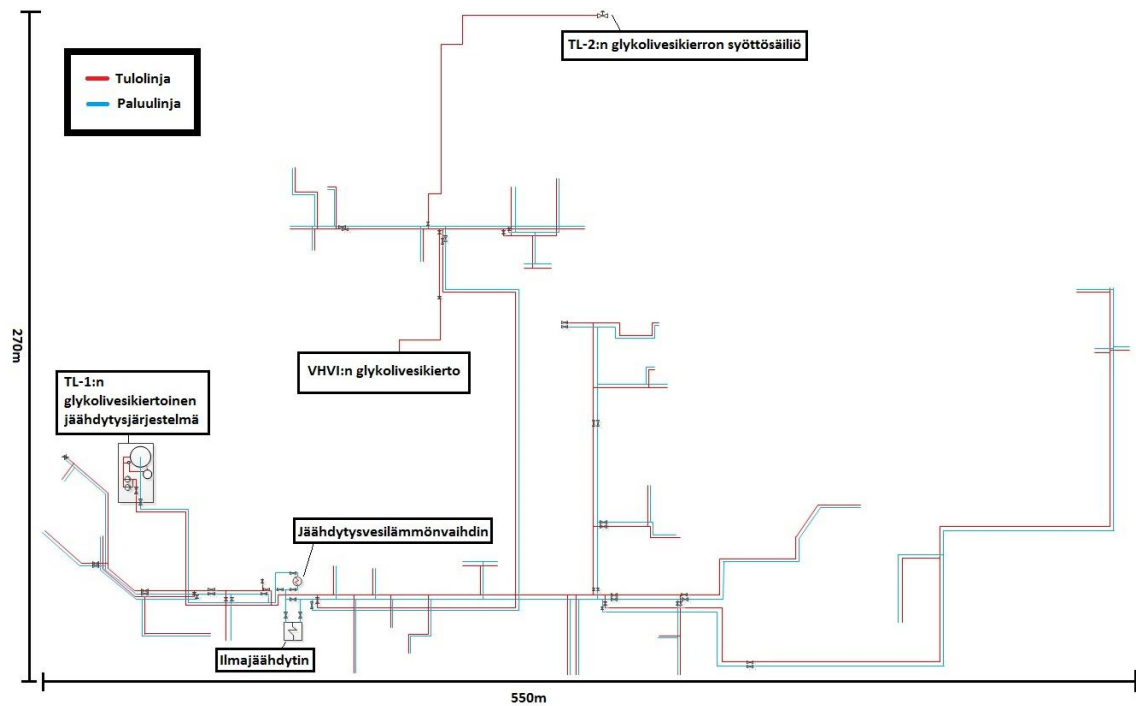 TL-2:n glykolivesikierron syöttösäiliö
Tulolinja
Paluulinja
270m
VHVI:n glykolivesikierto
TL-1:n
glykolivesikiertoinen
jäähdytysjärjestelmä
Jäähdytysvesilämmönvaihdin
Ilmajäähdytin
550m